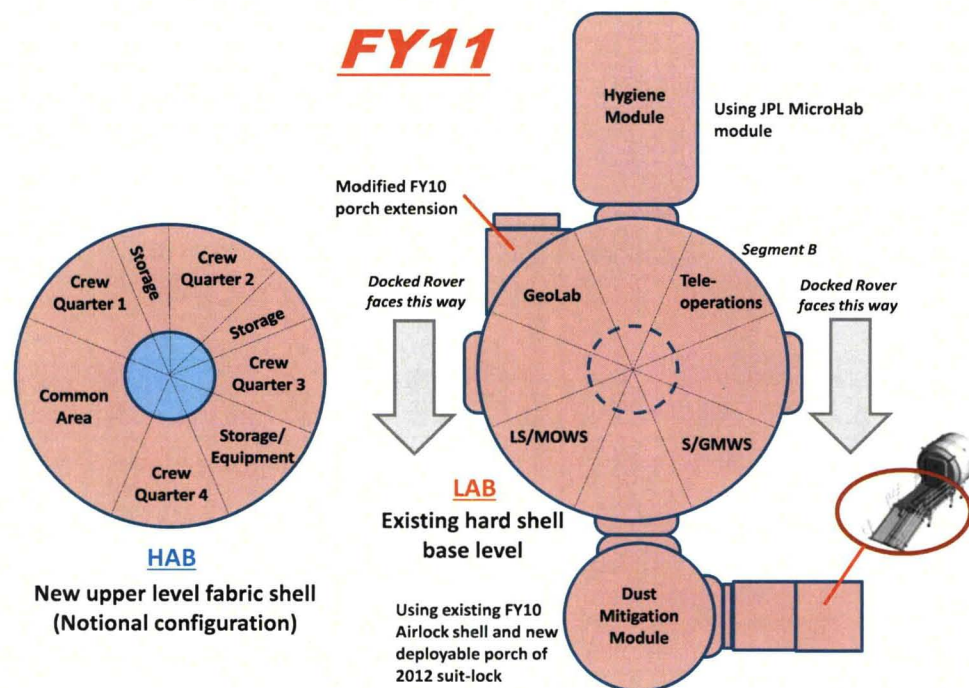 FY11
Hygiene
Module
Using JPL MicroHab
module
Modified FY10
porch extension
Segment B
Docked Rover
faces this way
GeoLab
Tele-
operations
Docked Rover
faces this way
Crew
Quarter 1
Storage
Crew
Quarter 2
Storage
Crew
Quarter 3
Common
Area
Storage/
Equipment
Crew
Quarter 4
LS/MOWS
S/GMWS
HAB
New upper level fabric shell
(Notional configuration)
LAB
Existing hard shell
base level
Using existing FY10
Airlock shell and new
deployable porch of
2012 suit-lock
Dust
Mitigation
Module